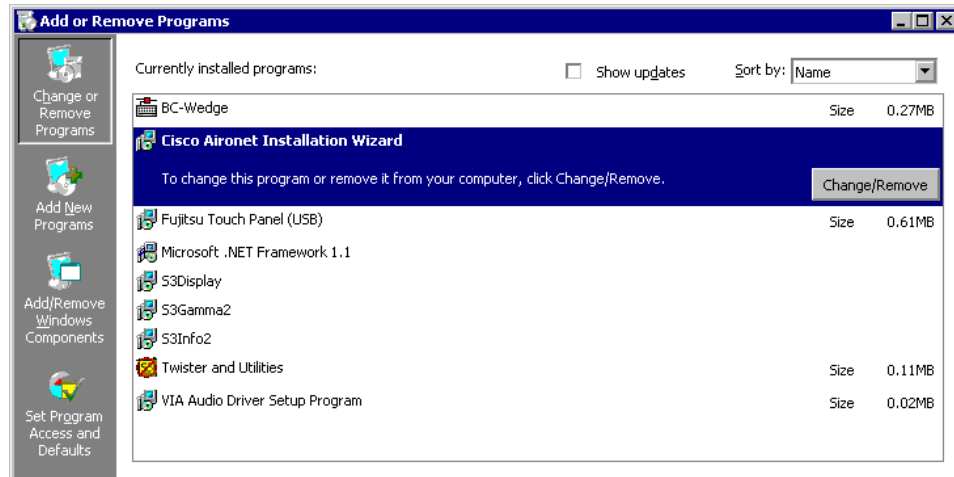 Add or Remove Programs
Change or
Remove
Programs
Add New
Programs
Add/Remove
Windows
Components
Set Program
Access and
Defaults
Currently installed programs:
Show updates
Sort by: Name
BC-Wedge Size 0.27MB
Cisco Aironet Installation Wizard
To change this program or remove it from your computer, click Change/Remove. Change/Remove
Fujitsu Touch Panel (USB) Size 0.61MB
Microsoft .NET Framework 1.1
S3Display
S3Gamma2
S3Info2
Twister and Utilities Size 0.11MB
VIA Audio Driver Setup Program Size 0.02MB